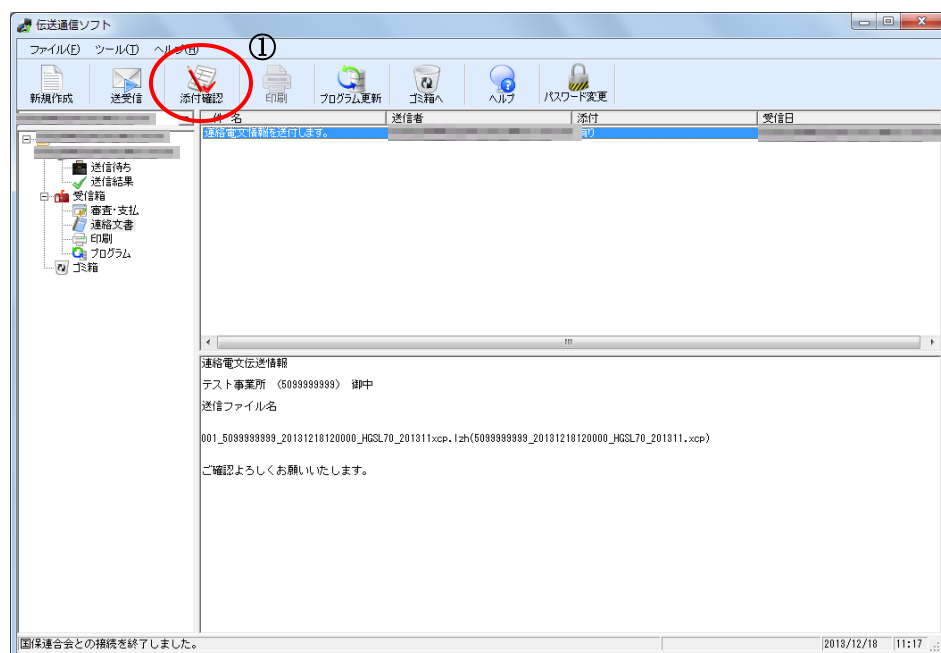 伝送通信ソフト
ファイル(F) ツール(T) ヘルプ(H)
①
新規作成 送受信 添付確認 印刷 プログラム更新 ゴミ箱へ ヘルプ パスワード変更
件 名 送信者 添付 受信日
連絡電文情報を送付します。 有り
送信待ち
送信結果
受信箱
審査・支払
連絡文書
印刷
プログラム
ゴミ箱
連絡電文伝送情報
テスト事業所 (5099999999) 御中
送信ファイル名
001_5099999999_20131218120000_HGSL70_201311xcp.lzh(5099999999_20131218120000_HGSL70_201311.xcp)
ご確認よろしくお願いいたします。
国保連合会との接続を終了しました。 2013/12/18 11:17